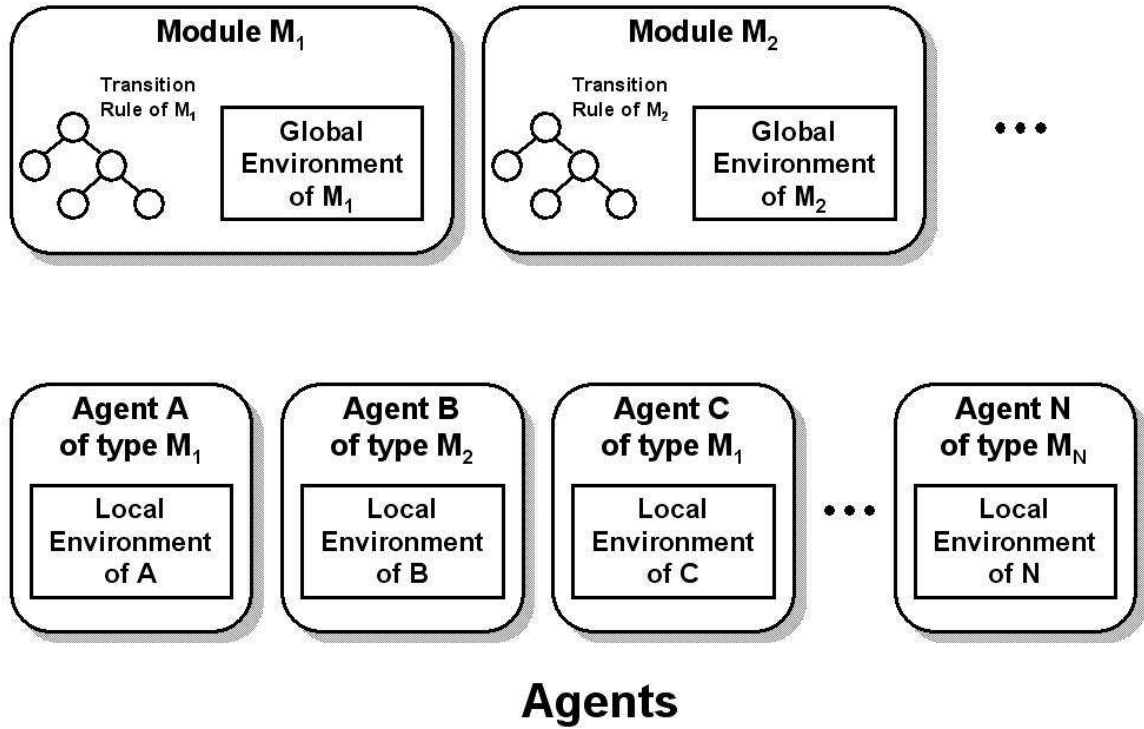 Module M₁
Transition
Rule of M₁
Global
Environment
of M₁
Module M₂
Transition
Rule of M₂
Global
Environment
of M₂
•••
Agent A
of type M₁
Local
Environment
of A
Agent B
of type M₂
Local
Environment
of B
Agent C
of type M₁
Local
Environment
of C
•••
Agent N
of type M_N
Local
Environment
of N
Agents